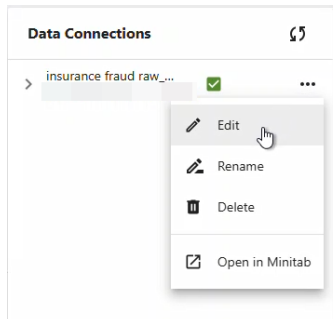 Data Connections
insurance fraud raw_...
Edit
Rename
Delete
Open in Minitab